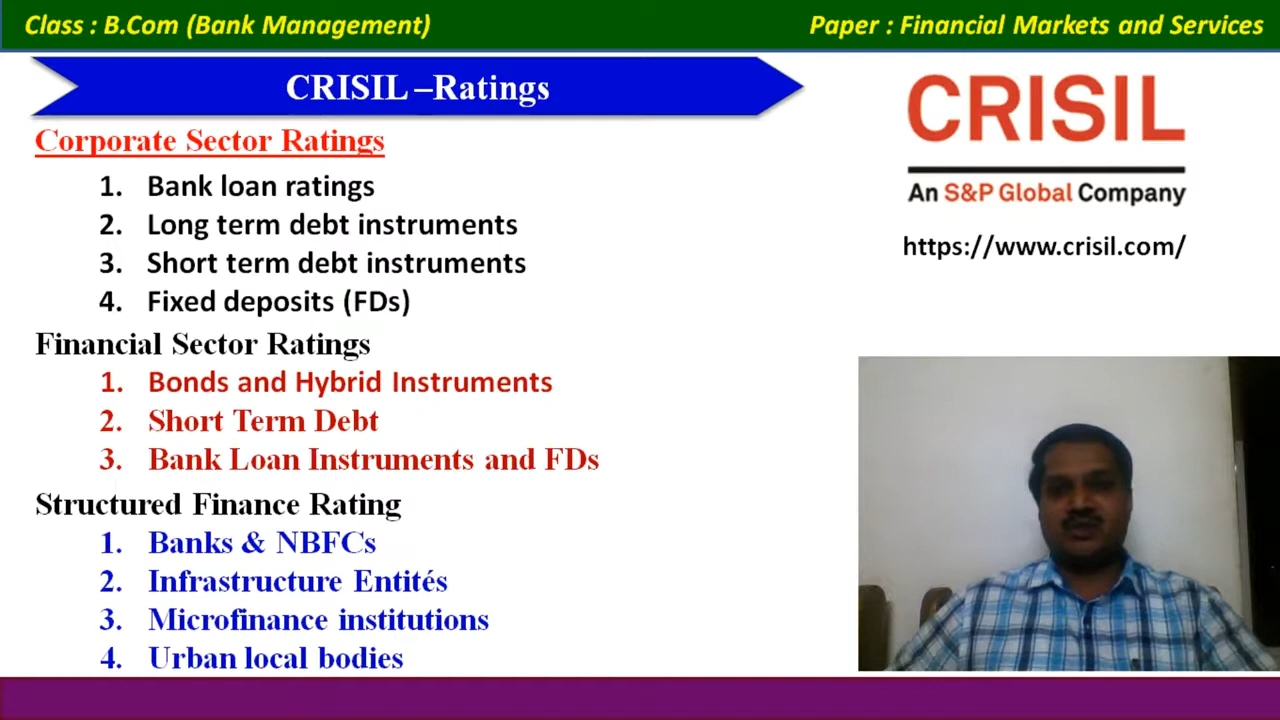 Class : B.Com (Bank Management)
Paper : Financial Markets and Services
CRISIL –Ratings
Corporate Sector Ratings
1. Bank loan ratings
2. Long term debt instruments
3. Short term debt instruments
4. Fixed deposits (FDs)
Financial Sector Ratings
1. Bonds and Hybrid Instruments
2. Short Term Debt
3. Bank Loan Instruments and FDs
Structured Finance Rating
1. Banks & NBFCs
2. Infrastructure Entités
3. Microfinance institutions
4. Urban local bodies
CRISIL
An S&P Global Company
https://www.crisil.com/